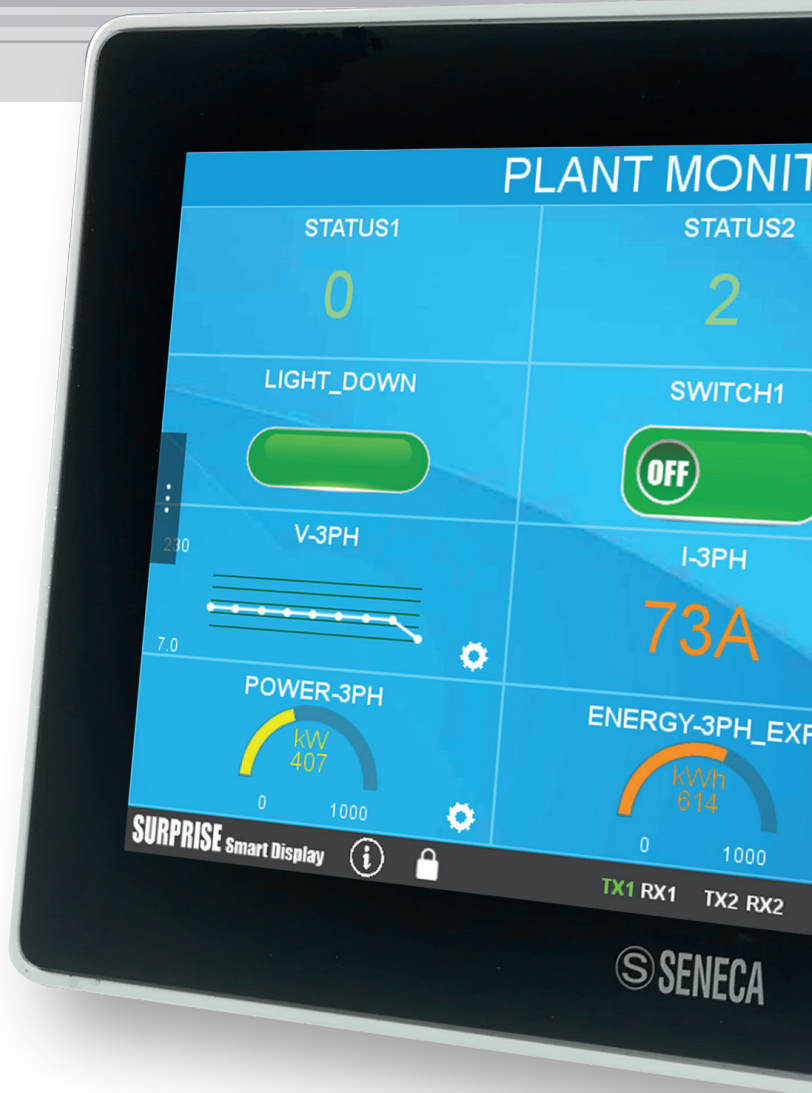 PLANT MONIT
STATUS1
STATUS2
0
2
LIGHT_DOWN
SWITCH1
OFF
V-3PH
I-3PH
230
73A
7.0
POWER-3PH
ENERGY-3PH_EXP
kW
407
kWh
614
0 1000
0 1000
SURPRISE Smart Display i
TX1 RX1 TX2 RX2
S SENECA